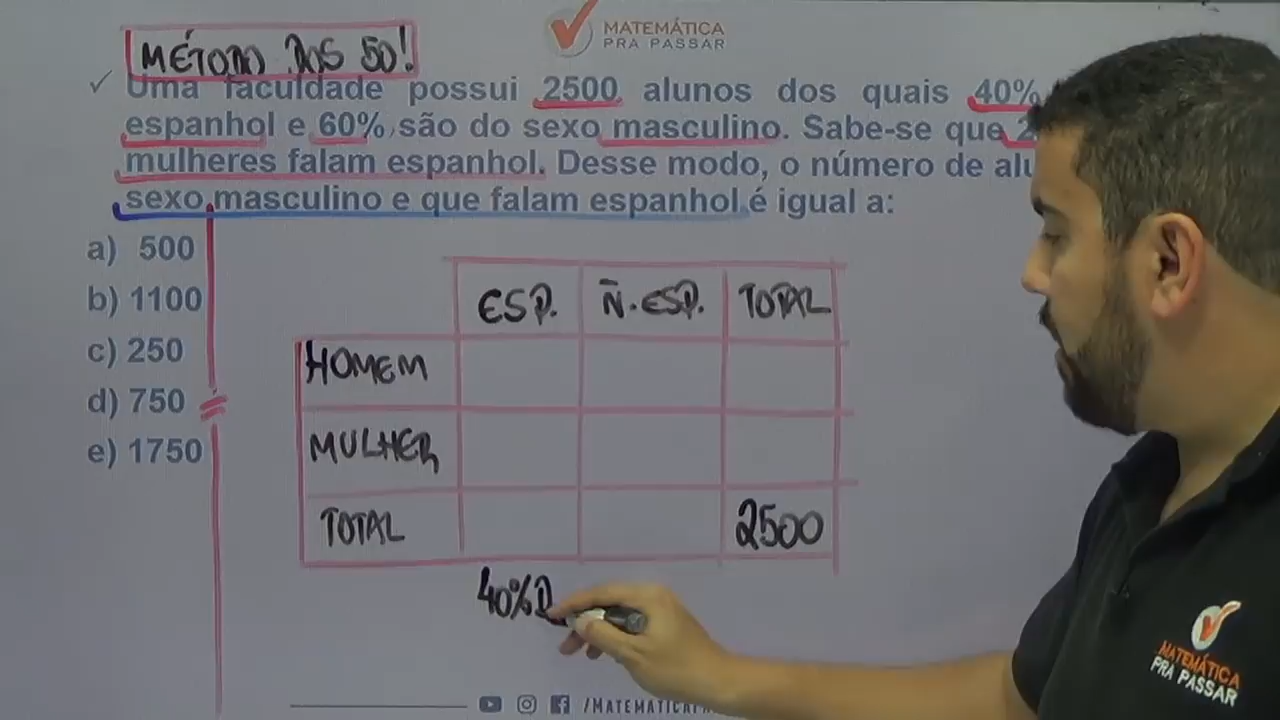 MATEMÁTICA
PRA PASSAR
MÉTODO DOS 50!
✓ Uma faculdade possui 2500 alunos dos quais 40%
espanhol e 60% são do sexo masculino. Sabe-se que 2
mulheres falam espanhol. Desse modo, o número de alu
sexo masculino e que falam espanhol é igual a:
a) 500
b) 1100
c) 250
d) 750
e) 1750
ESP. Ñ.ESP. TOTAL
HOMEM
MULHER
TOTAL 2500
40% D
/MATEMATICAP
MATEMÁTICA
PRA PASSAR